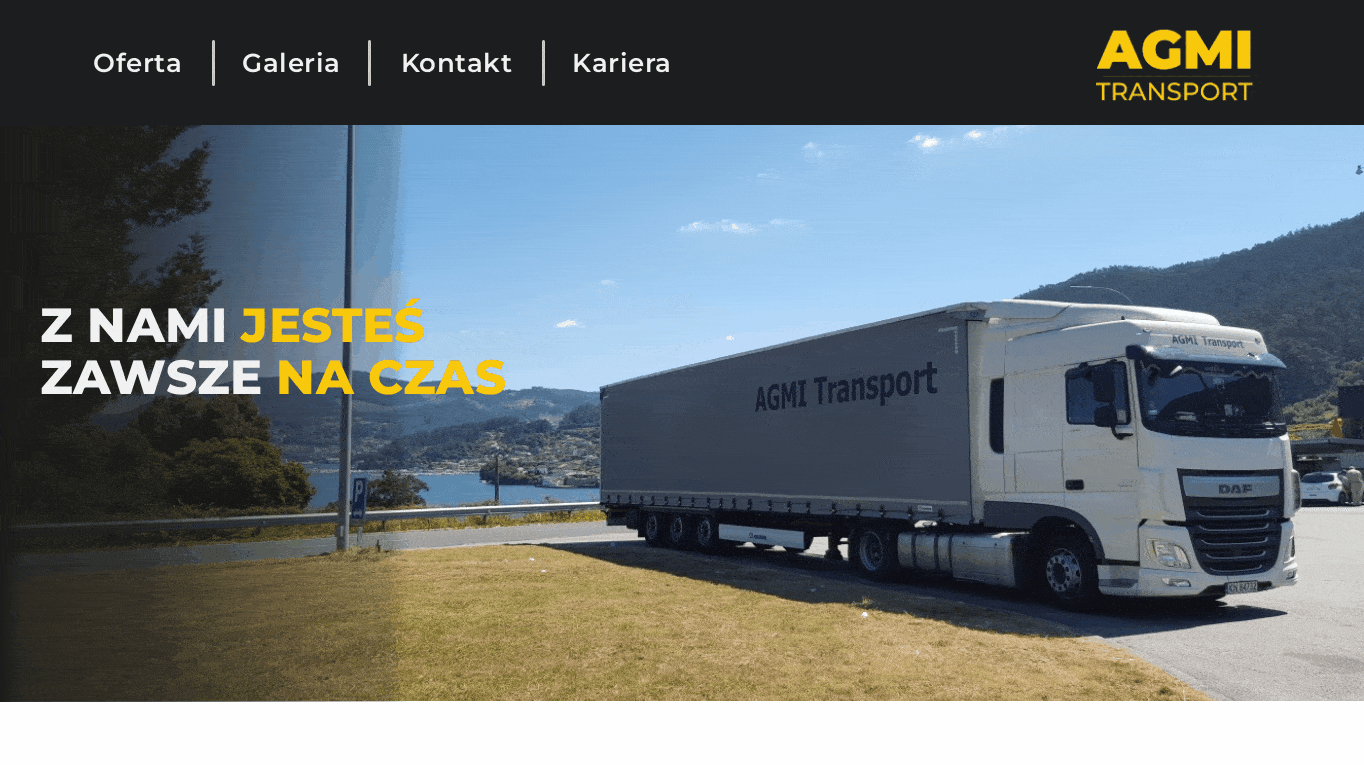 Oferta
Galeria
Kontakt
Kariera
AGMI
TRANSPORT
Z NAMI JESTEŚ
ZAWSZE NA CZAS
AGMI Transport
AGMI Transport
DAF
P